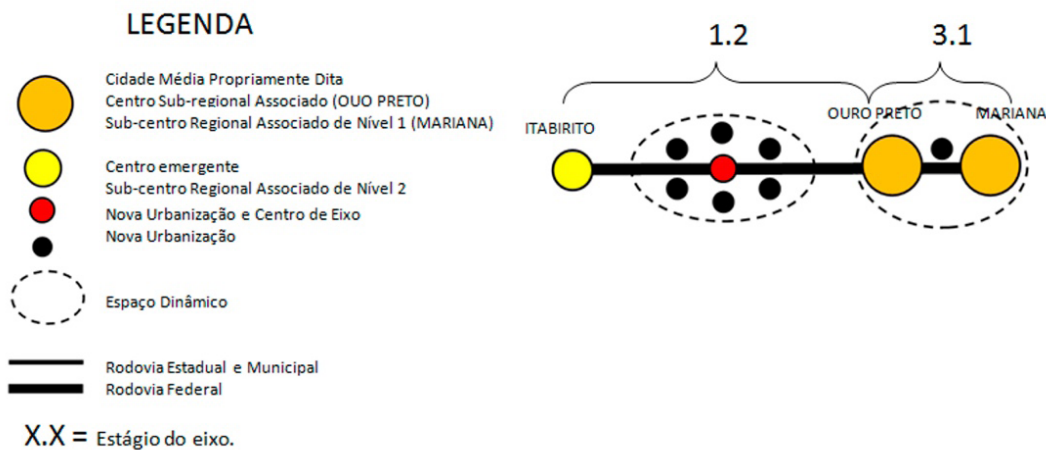 LEGENDA
Cidade Média Propriamente Dita
Centro Sub-regional Associado (OUO PRETO)
Sub-centro Regional Associado de Nível 1 (MARIANA)
Centro emergente
Sub-centro Regional Associado de Nível 2
Nova Urbanização e Centro de Eixo
Nova Urbanização
Espaço Dinâmico
Rodovia Estadual e Municipal
Rodovia Federal
X.X = Estágio do eixo.
1.2
3.1
ITABIRITO
OURO PRETO
MARIANA